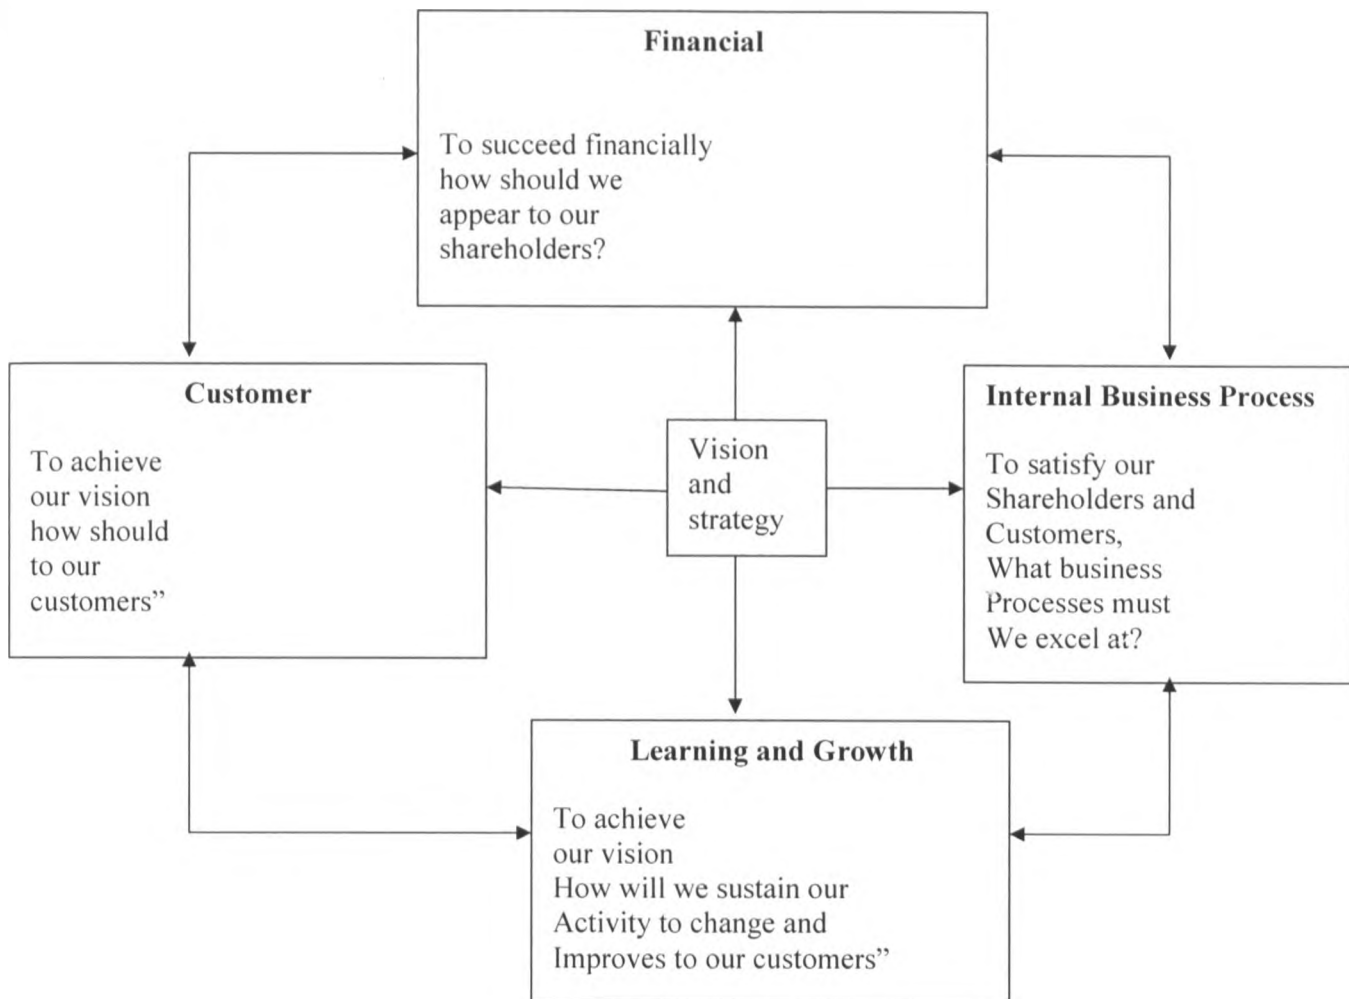 Financial
To succeed financially
how should we
appear to our
shareholders?
Customer
To achieve
our vision
how should
to our
customers”
Vision
and
strategy
Internal Business Process
To satisfy our
Shareholders and
Customers,
What business
Processes must
We excel at?
Learning and Growth
To achieve
our vision
How will we sustain our
Activity to change and
Improves to our customers”